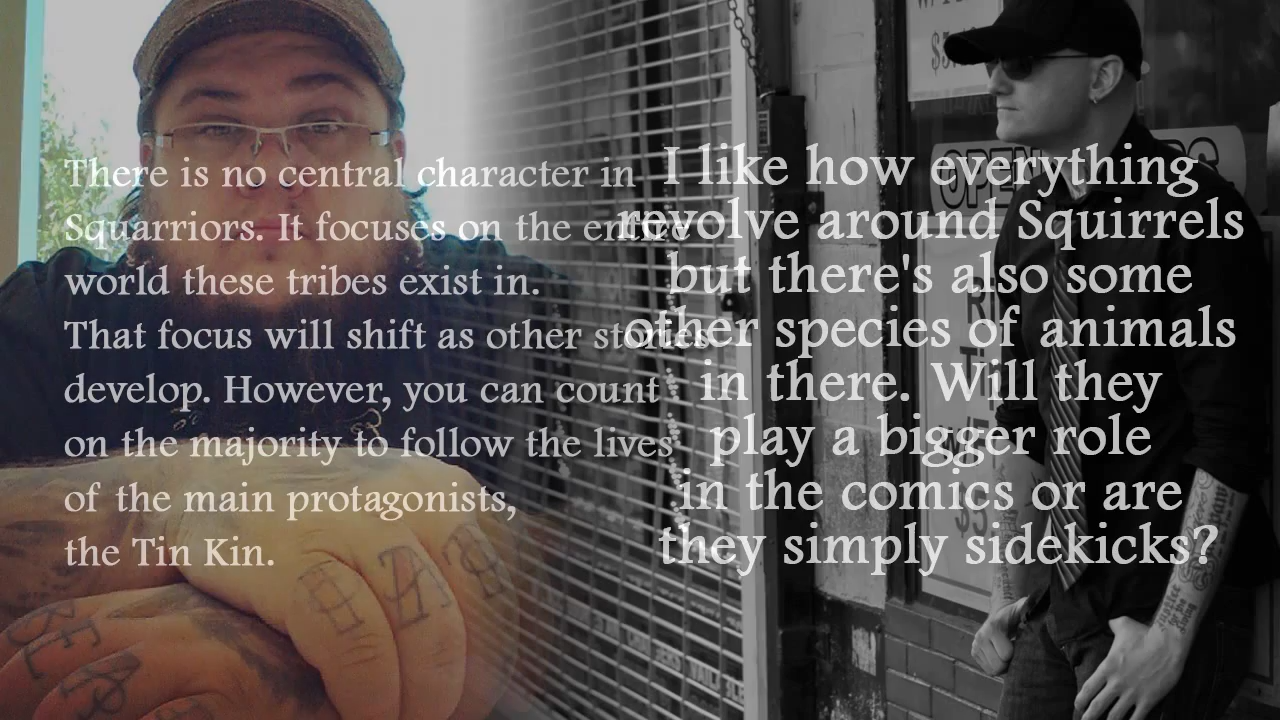 There is no central character in
Squarriors. It focuses on the entire
world these tribes exist in.
That focus will shift as other stories
develop. However, you can count
on the majority to follow the lives
of the main protagonists,
the Tin Kin.
I like how everything
revolve around Squirrels
but there's also some
other species of animals
in there. Will they
play a bigger role
in the comics or are
they simply sidekicks?
OPEN